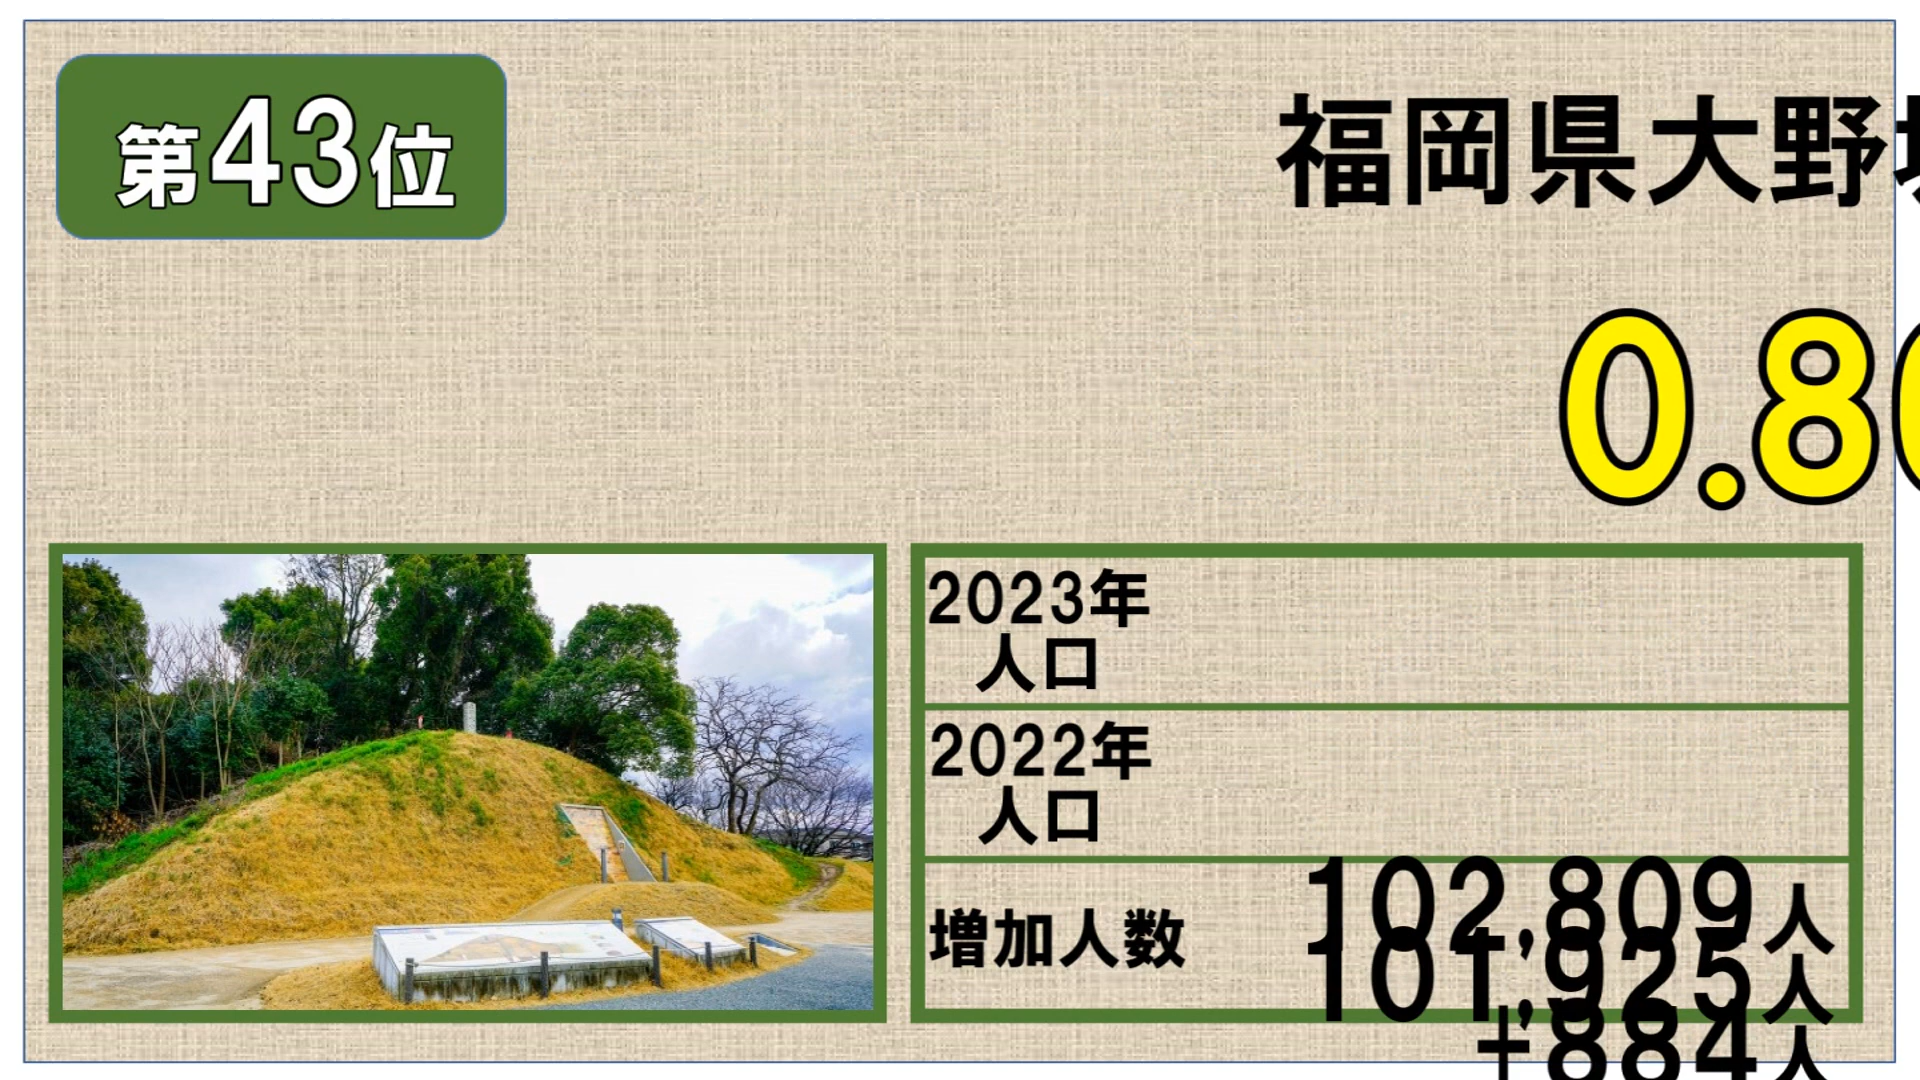 第43位
福岡県大野
0.8
2023年
人口
2022年
人口
増加人数
102,809人
101,925人
+884人